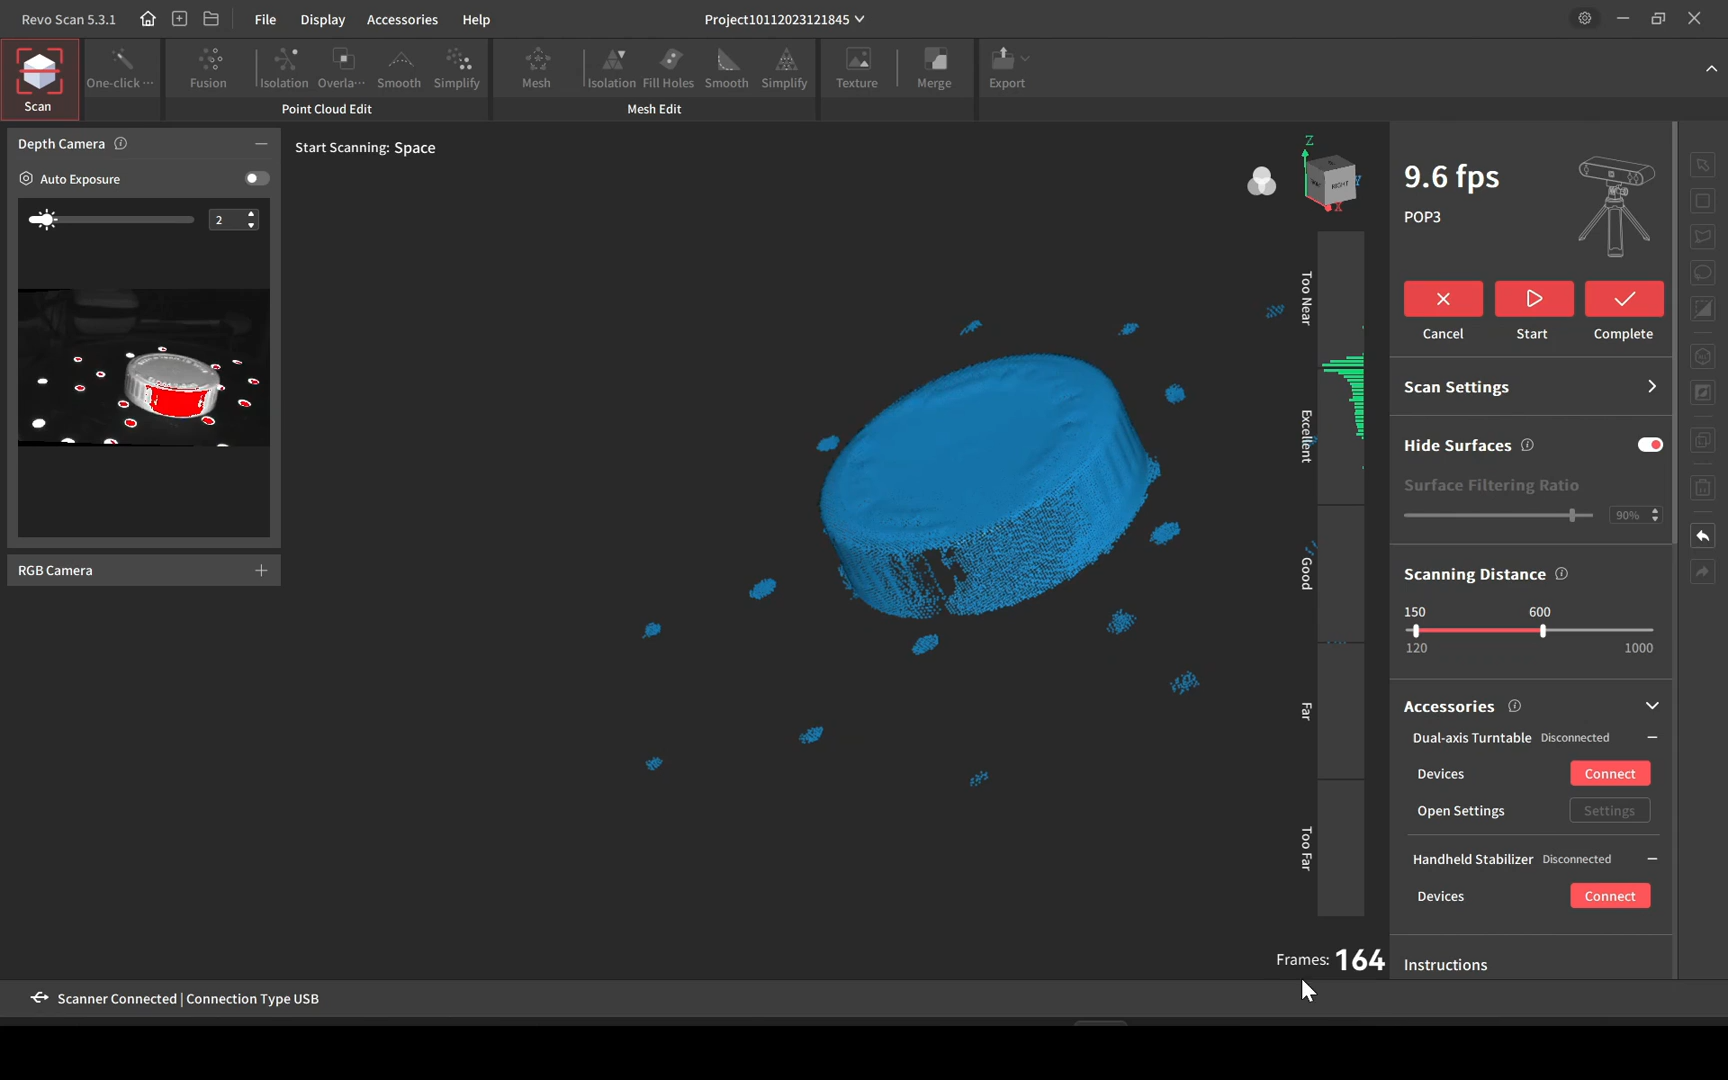 Revo Scan 5.3.1
File
Display
Accessories
Help
Project10112023121845
Scan
One-click ···
Fusion
Isolation
Overla···
Smooth
Simplify
Point Cloud Edit
Mesh
Isolation
Fill Holes
Smooth
Simplify
Mesh Edit
Texture
Merge
Export
Depth Camera
Auto Exposure
2
RGB Camera
Start Scanning: Space
Z
RIGHT
Y
X
Too Near
Excellent
Good
Far
Too Far
Frames: 164
9.6 fps
POP3
Cancel
Start
Complete
Scan Settings
Hide Surfaces
Surface Filtering Ratio
90%
Scanning Distance
150 600
120 1000
Accessories
Dual-axis Turntable Disconnected
Devices Connect
Open Settings Settings
Handheld Stabilizer Disconnected
Devices Connect
Instructions
Scanner Connected | Connection Type USB